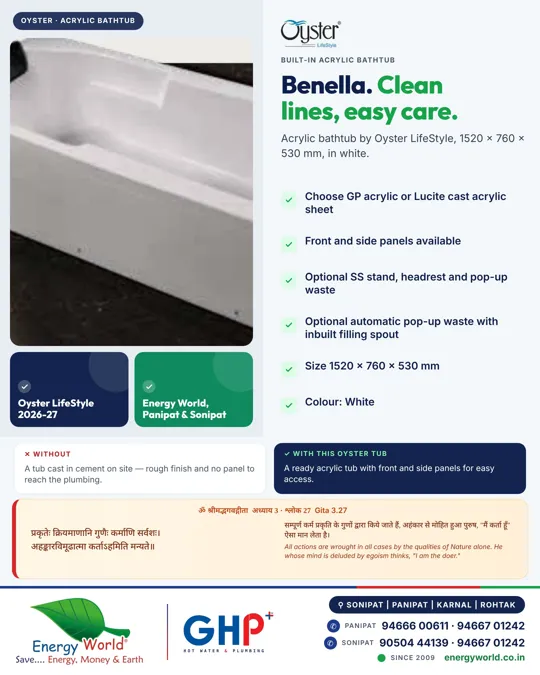 OYSTER · ACRYLIC BATHTUB
Oyster®
LifeStyle
BUILT-IN ACRYLIC BATHTUB
Benella. Clean
lines, easy care.
Acrylic bathtub by Oyster LifeStyle, 1520 × 760 ×
530 mm, in white.
Choose GP acrylic or Lucite cast acrylic
sheet
Front and side panels available
Optional SS stand, headrest and pop-up
waste
Optional automatic pop-up waste with
inbuilt filling spout
Size 1520 × 760 × 530 mm
Colour: White
Oyster LifeStyle
2026-27
Energy World,
Panipat & Sonipat
× WITHOUT
A tub cast in cement on site — rough finish and no panel to
reach the plumbing.
✓ WITH THIS OYSTER TUB
A ready acrylic tub with front and side panels for easy
access.
ॐ श्रीमद्भगवद्गीता अध्याय 3 · श्लोक 27 Gita 3.27
प्रकृतेः क्रियमाणानि गुणैः कर्माणि सर्वशः।
अहङ्कारविमूढात्मा कर्ताऽहमिति मन्यते॥
सम्पूर्ण कर्म प्रकृति के गुणों द्वारा किये जाते हैं, अहंकार से मोहित हुआ पुरुष, "मैं कर्ता हूँ"
ऐसा मान लेता है।
All actions are wrought in all cases by the qualities of Nature alone. He
whose mind is deluded by egoism thinks, "I am the doer."
Energy World®
Save.... Energy, Money & Earth
GHP+
HOT WATER & PLUMBING
SONIPAT | PANIPAT | KARNAL | ROHTAK
PANIPAT 94666 00611 · 94667 01242
SONIPAT 90504 44139 · 94667 01242
SINCE 2009 energyworld.co.in